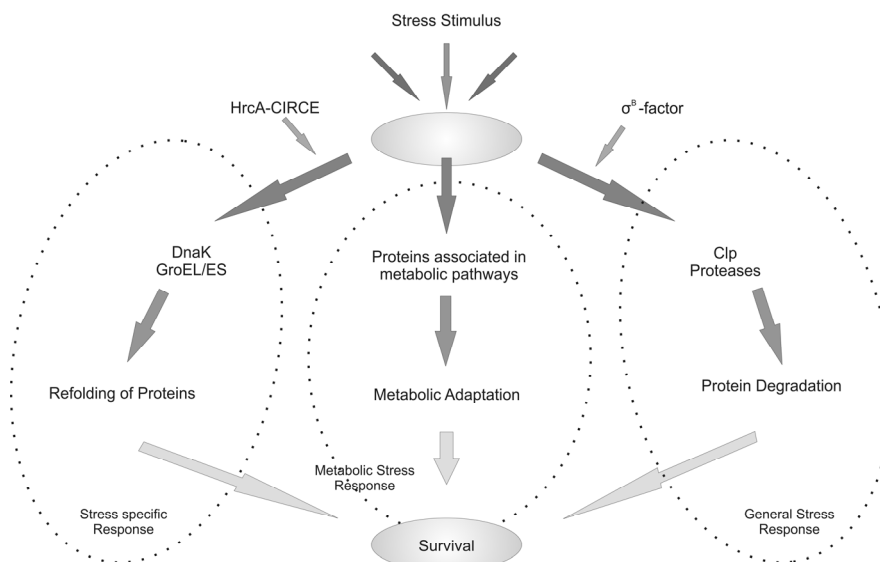 Stress Stimulus
HrcA-CIRCE
σᴮ-factor
DnaK
GroEL/ES
Proteins associated in
metabolic pathways
Clp
Proteases
Refolding of Proteins
Metabolic Adaptation
Protein Degradation
Metabolic Stress
Response
Stress specific
Response
General Stress
Response
Survival